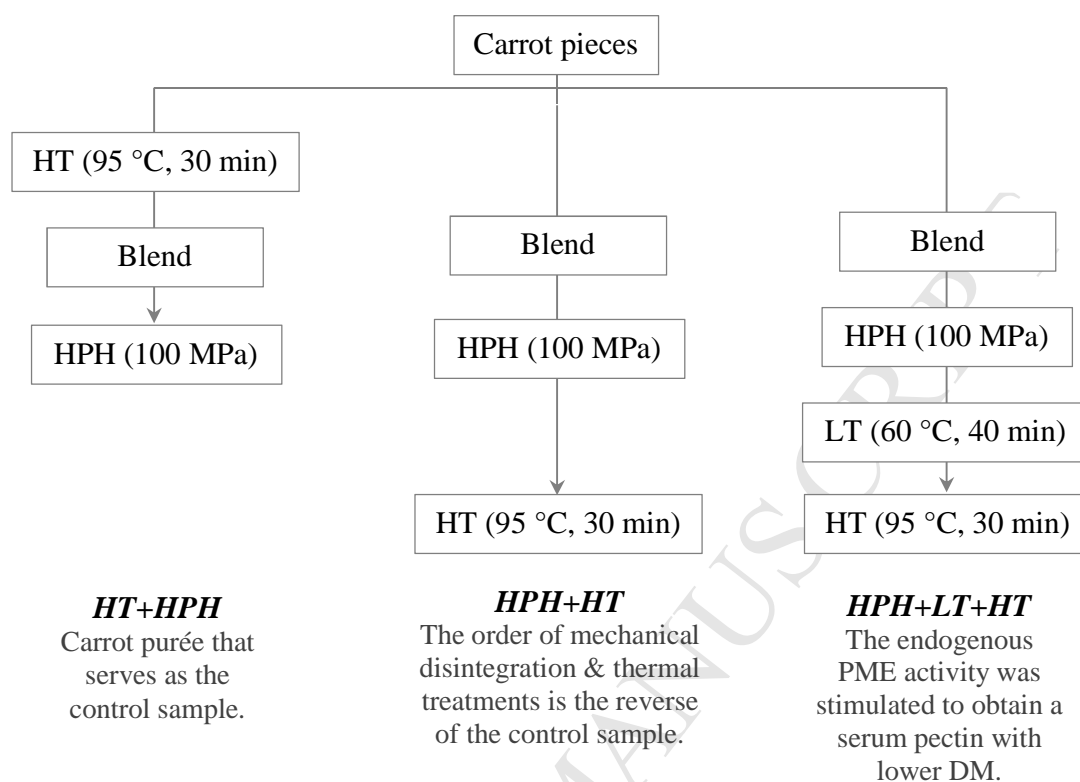 Carrot pieces
HT (95 °C, 30 min)
Blend
HPH (100 MPa)
HT+HPH
Carrot purée that
serves as the
control sample.
Blend
HPH (100 MPa)
HT (95 °C, 30 min)
HPH+HT
The order of mechanical
disintegration & thermal
treatments is the reverse
of the control sample.
Blend
HPH (100 MPa)
LT (60 °C, 40 min)
HT (95 °C, 30 min)
HPH+LT+HT
The endogenous
PME activity was
stimulated to obtain a
serum pectin with
lower DM.
MANUSCRIPT